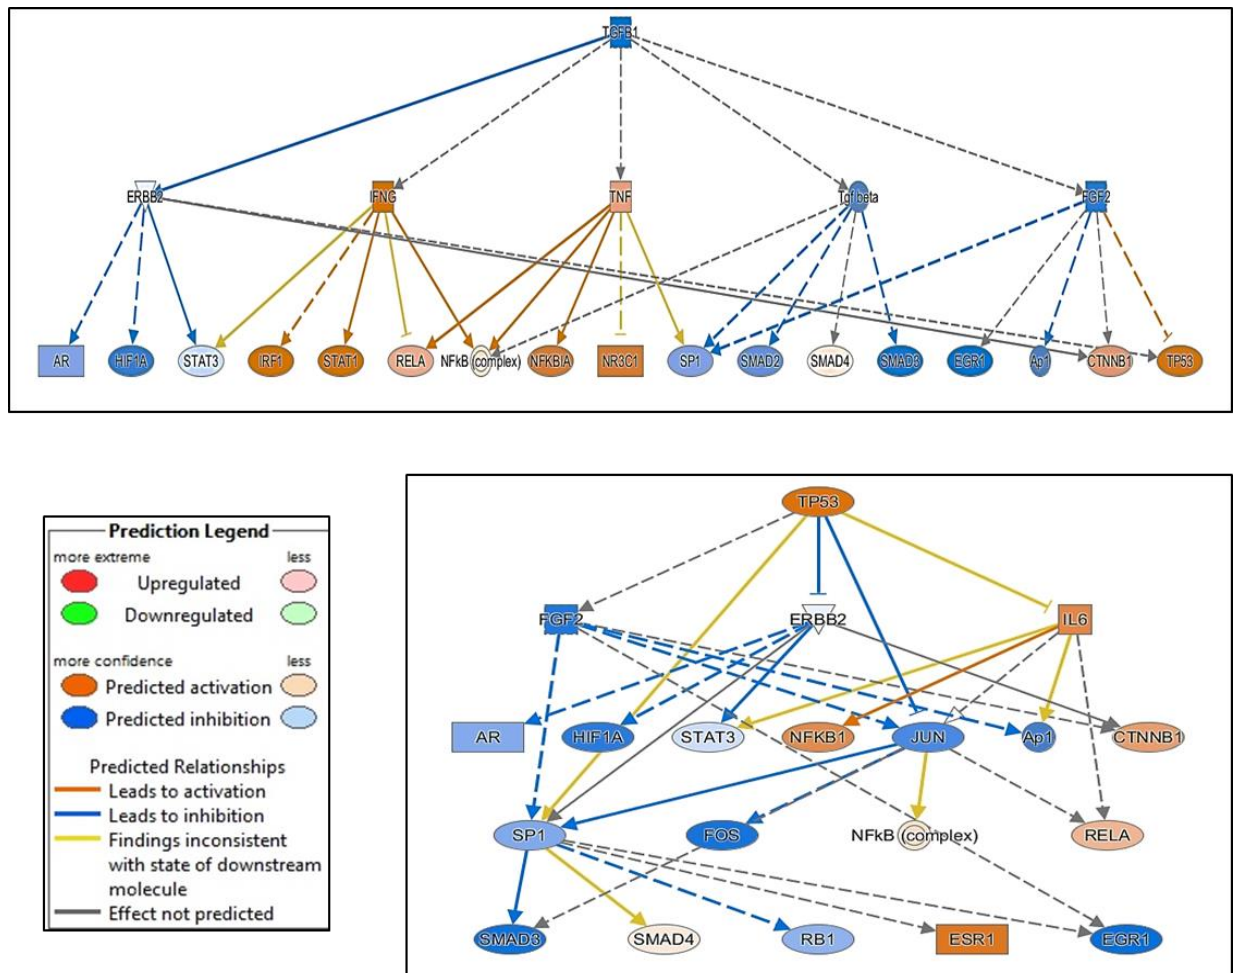 TGFB1
ERBB2 IFNG TNF Tgf beta FGF2
AR HIF1A STAT3 IRF1 STAT1 RELA NFkB (complex) NFKBIA NR3C1 SP1 SMAD2 SMAD4 SMAD3 EGR1 Ap1 CTNNB1 TP53
Prediction Legend
more extreme less
Upregulated
Downregulated
more confidence less
Predicted activation
Predicted inhibition
Predicted Relationships
Leads to activation
Leads to inhibition
Findings inconsistent
with state of downstream
molecule
Effect not predicted
TP53
FGF2 ERBB2 IL6
AR HIF1A STAT3 NFKB1 JUN Ap1 CTNNB1
SP1 FOS NFkB (complex) RELA
SMAD3 SMAD4 RB1 ESR1 EGR1